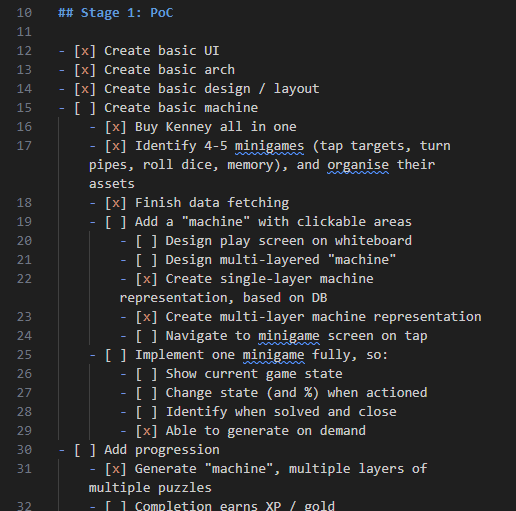 10 ## Stage 1: PoC
11
12 - [x] Create basic UI
13 - [x] Create basic arch
14 - [x] Create basic design / layout
15 - [ ] Create basic machine
16 - [x] Buy Kenney all in one
17 - [x] Identify 4-5 minigames (tap targets, turn
pipes, roll dice, memory), and organise their
assets
18 - [x] Finish data fetching
19 - [ ] Add a "machine" with clickable areas
20 - [ ] Design play screen on whiteboard
21 - [ ] Design multi-layered "machine"
22 - [x] Create single-layer machine
representation, based on DB
23 - [x] Create multi-layer machine representation
24 - [ ] Navigate to minigame screen on tap
25 - [ ] Implement one minigame fully, so:
26 - [ ] Show current game state
27 - [ ] Change state (and %) when actioned
28 - [ ] Identify when solved and close
29 - [x] Able to generate on demand
30 - [ ] Add progression
31 - [x] Generate "machine", multiple layers of
multiple puzzles
32 - [ ] Completion earns XP / gold